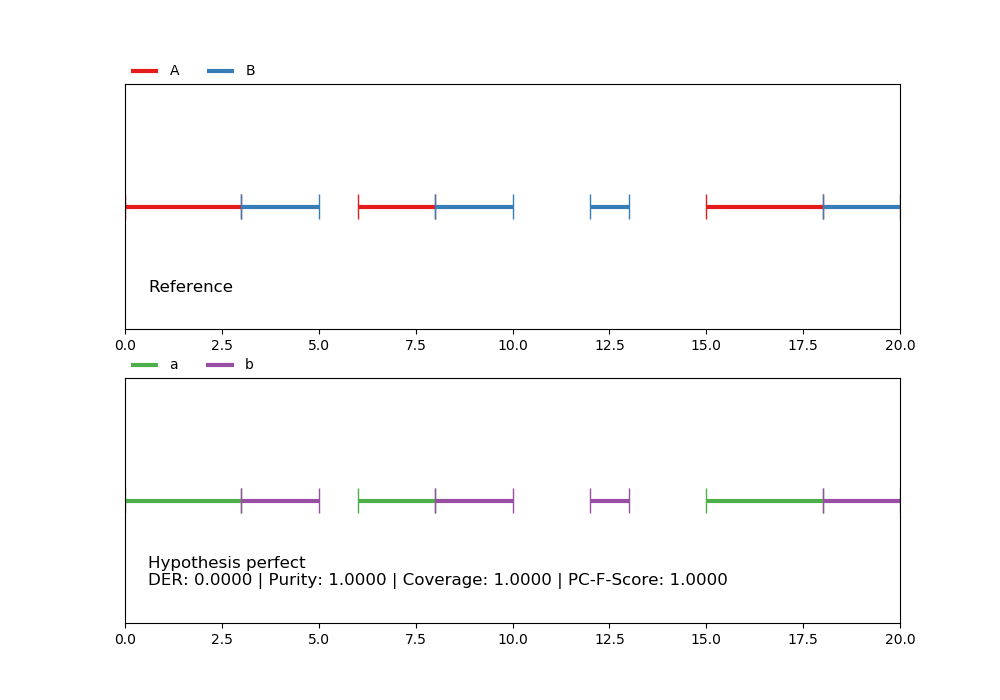 A B
Reference
0.0 2.5 5.0 7.5 10.0 12.5 15.0 17.5 20.0
a b
Hypothesis perfect
DER: 0.0000 | Purity: 1.0000 | Coverage: 1.0000 | PC-F-Score: 1.0000
0.0 2.5 5.0 7.5 10.0 12.5 15.0 17.5 20.0